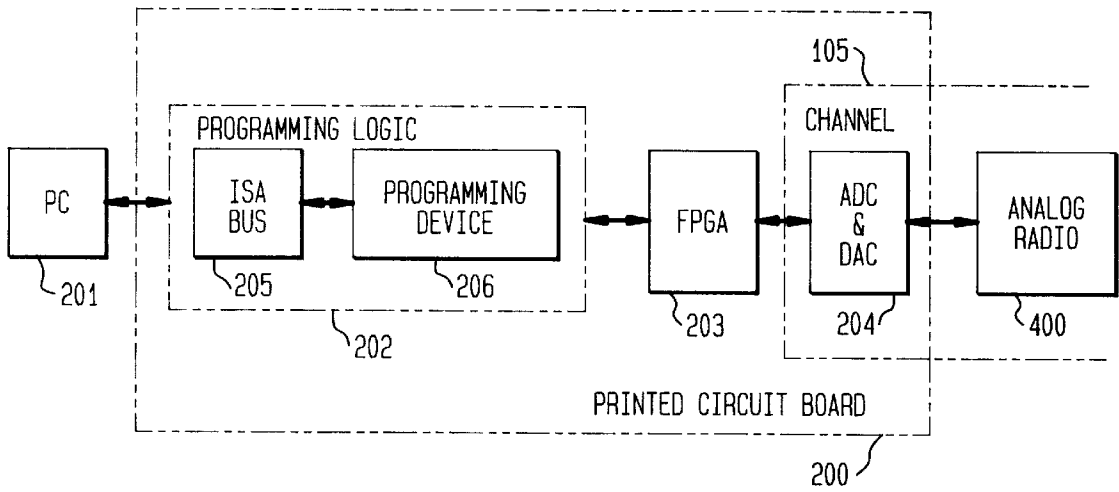 105
PROGRAMMING LOGIC
CHANNEL
PC
ISA
BUS
PROGRAMMING
DEVICE
FPGA
ADC
&
DAC
ANALOG
RADIO
201
205
206
203
204
400
202
PRINTED CIRCUIT BOARD
200